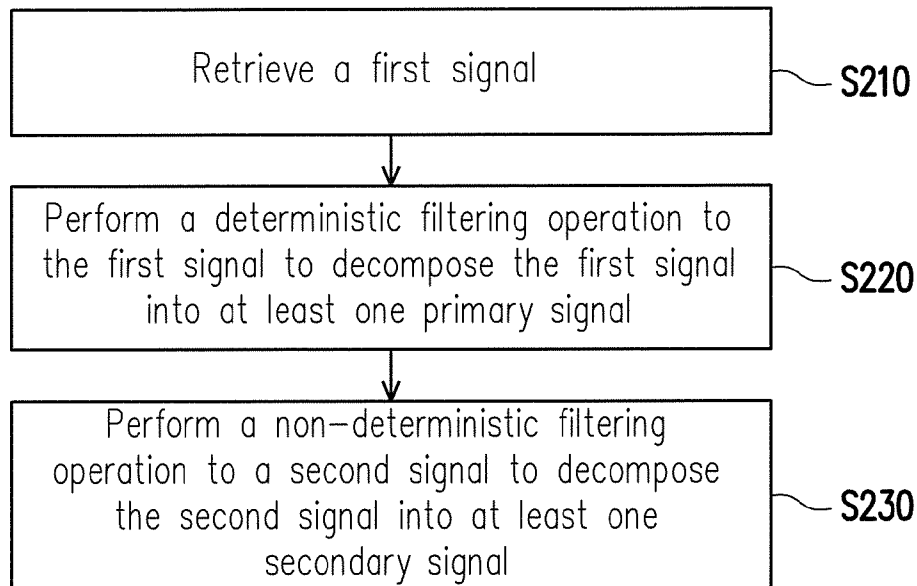 Retrieve a first signal
S210
Perform a deterministic filtering operation to
the first signal to decompose the first signal
into at least one primary signal
S220
Perform a non-deterministic filtering
operation to a second signal to decompose
the second signal into at least one
secondary signal
S230